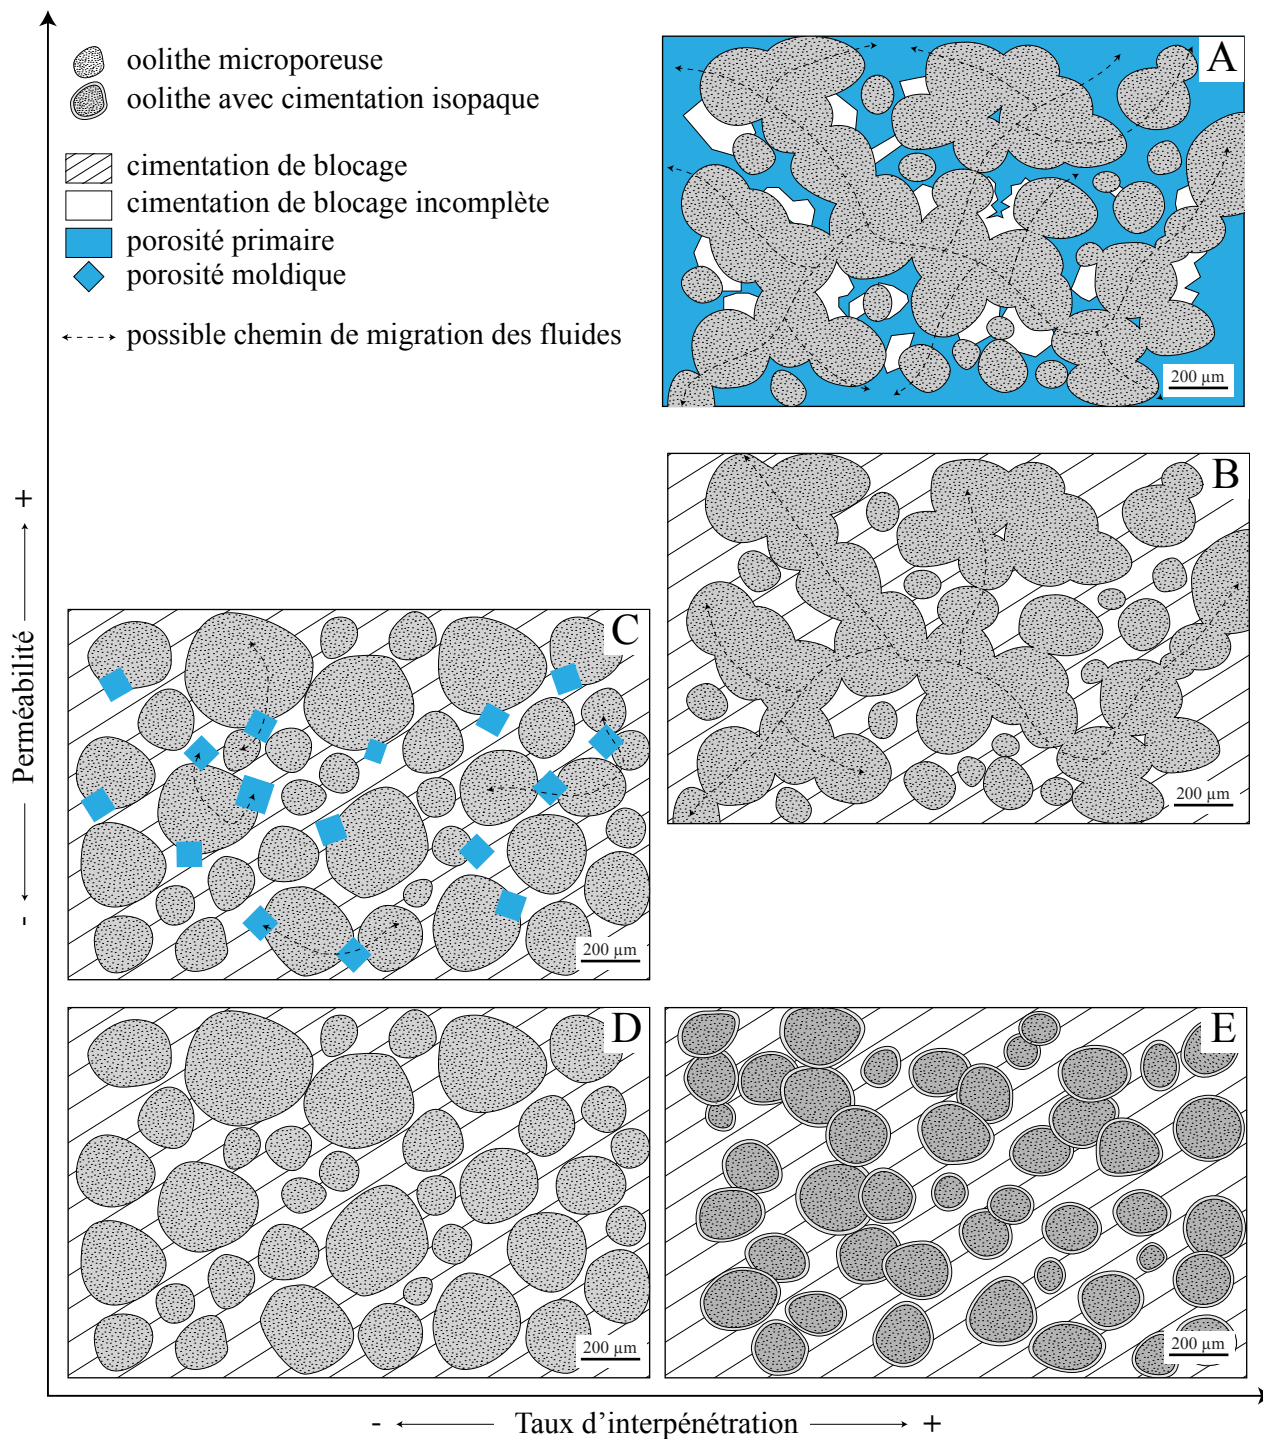 oolithe microporeuse
oolithe avec cimentation isopaque
cimentation de blocage
cimentation de blocage incomplète
porosité primaire
porosité moldique
possible chemin de migration des fluides
A
200 µm
B
200 µm
C
200 µm
D
200 µm
E
200 µm
- Perméabilité +
- Taux d’interpénétration +